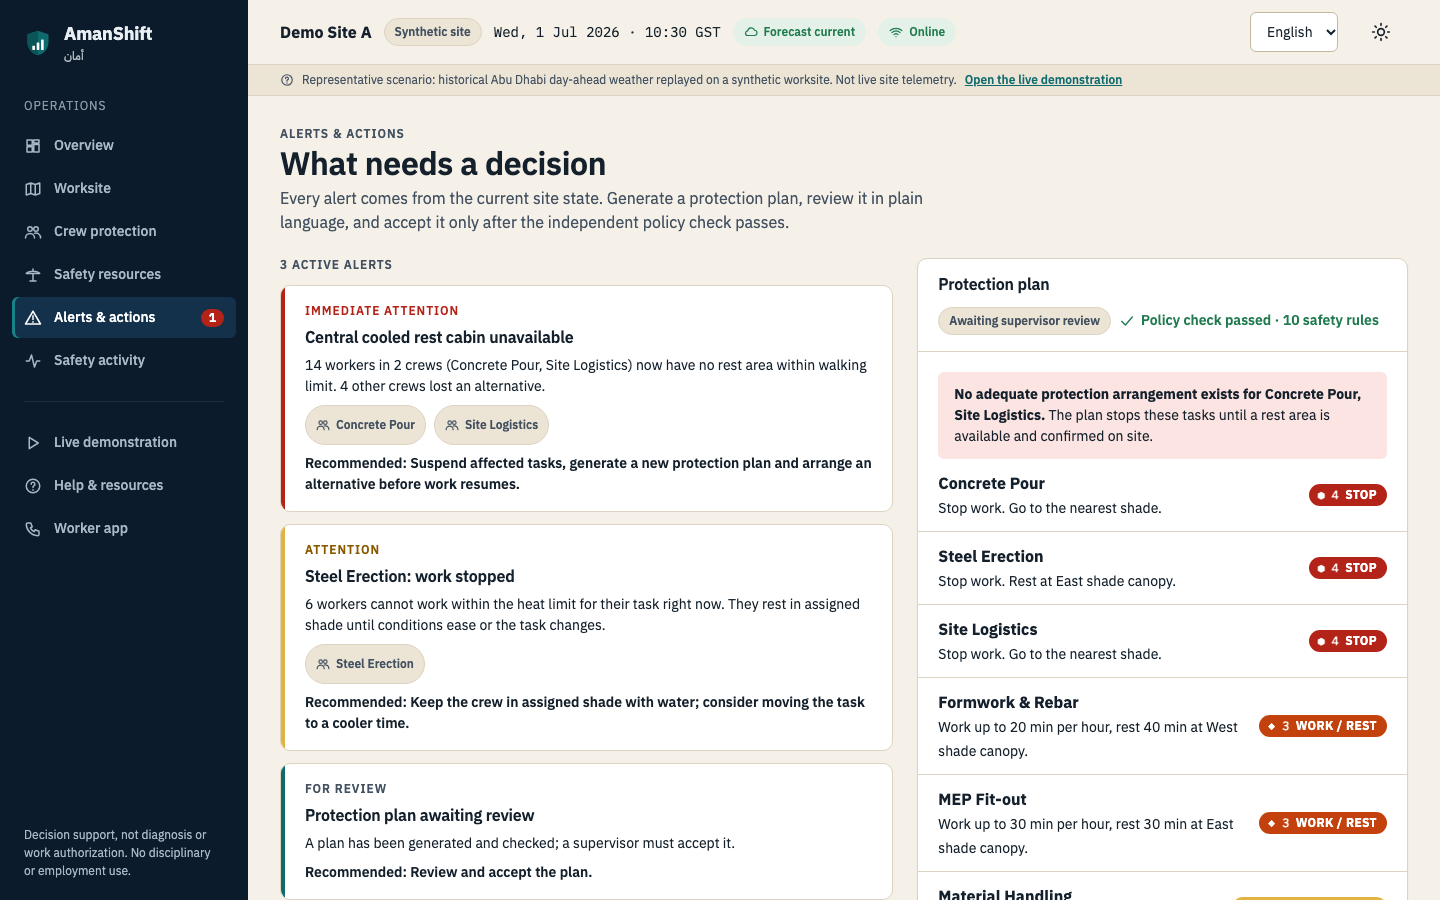 AmanShift
أمان
OPERATIONS
Overview
Worksite
Crew protection
Safety resources
Alerts & actions
1
Safety activity
Live demonstration
Help & resources
Worker app
Decision support, not diagnosis or
work authorization. No disciplinary
or employment use.
Demo Site A
Synthetic site
Wed, 1 Jul 2026 · 10:30 GST
Forecast current
Online
English
Representative scenario: historical Abu Dhabi day-ahead weather replayed on a synthetic worksite. Not live site telemetry. Open the live demonstration
ALERTS & ACTIONS
What needs a decision
Every alert comes from the current site state. Generate a protection plan, review it in plain
language, and accept it only after the independent policy check passes.
3 ACTIVE ALERTS
IMMEDIATE ATTENTION
Central cooled rest cabin unavailable
14 workers in 2 crews (Concrete Pour, Site Logistics) now have no rest area within walking
limit. 4 other crews lost an alternative.
Concrete Pour
Site Logistics
Recommended: Suspend affected tasks, generate a new protection plan and arrange an
alternative before work resumes.
ATTENTION
Steel Erection: work stopped
6 workers cannot work within the heat limit for their task right now. They rest in assigned
shade until conditions ease or the task changes.
Steel Erection
Recommended: Keep the crew in assigned shade with water; consider moving the task
to a cooler time.
FOR REVIEW
Protection plan awaiting review
A plan has been generated and checked; a supervisor must accept it.
Recommended: Review and accept the plan.
Protection plan
Awaiting supervisor review
Policy check passed · 10 safety rules
No adequate protection arrangement exists for Concrete Pour,
Site Logistics. The plan stops these tasks until a rest area is
available and confirmed on site.
Concrete Pour
Stop work. Go to the nearest shade.
4 STOP
Steel Erection
Stop work. Rest at East shade canopy.
4 STOP
Site Logistics
Stop work. Go to the nearest shade.
4 STOP
Formwork & Rebar
Work up to 20 min per hour, rest 40 min at West
shade canopy.
3 WORK / REST
MEP Fit-out
Work up to 30 min per hour, rest 30 min at East
shade canopy.
3 WORK / REST
Material Handling